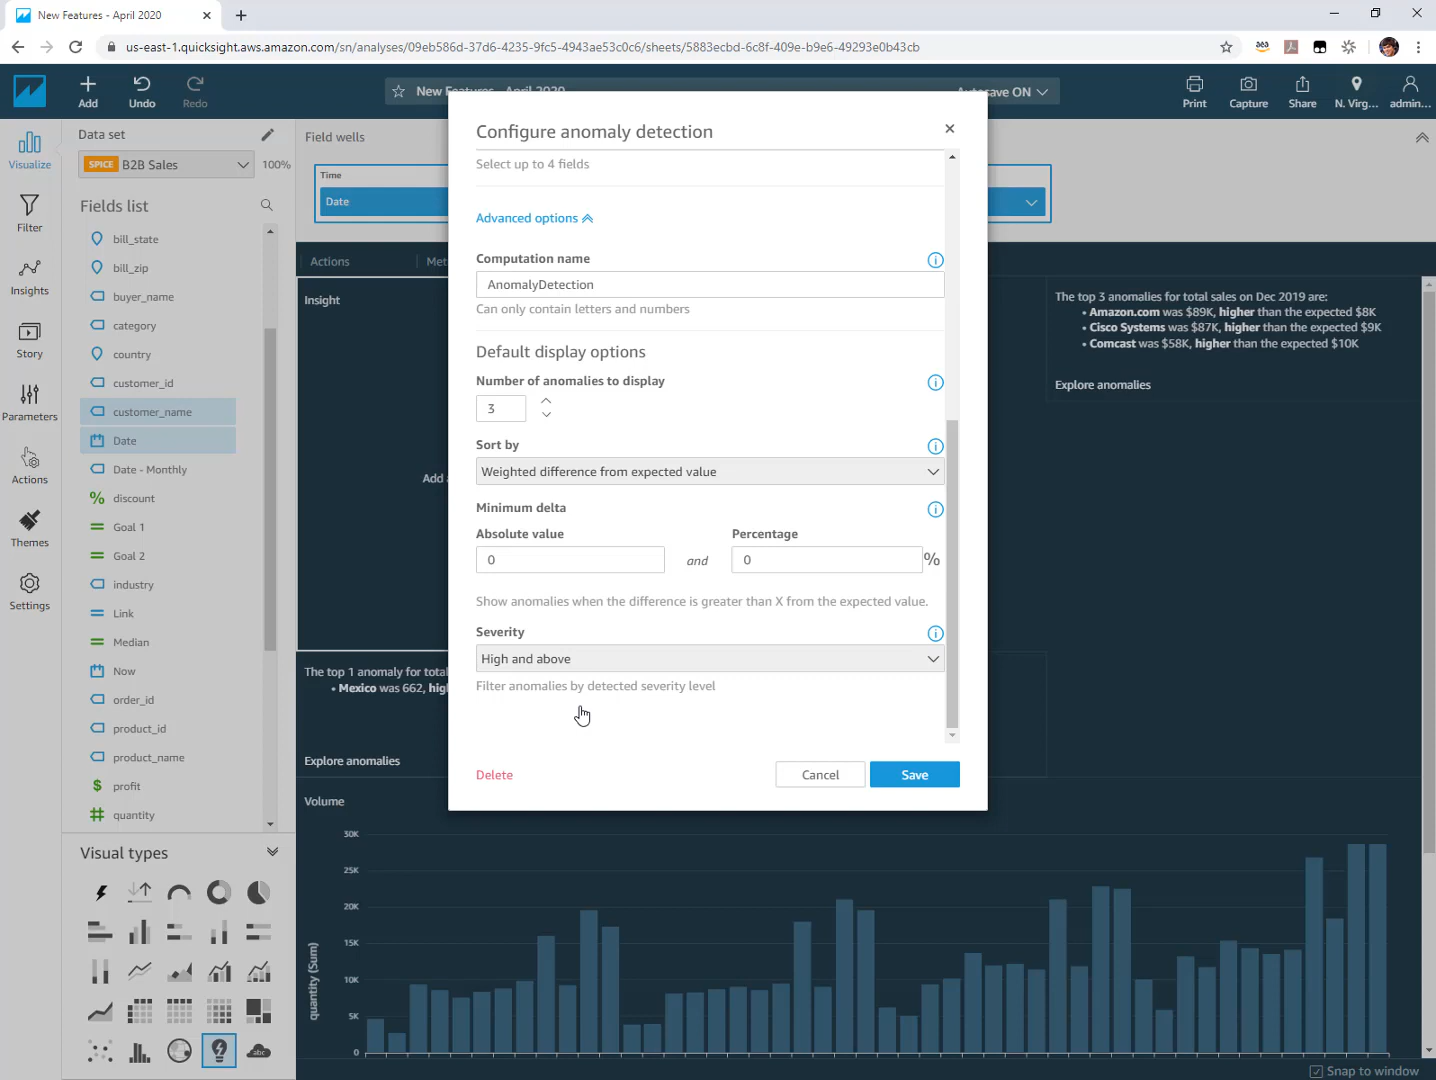 New Features - April 2020
us-east-1.quicksight.aws.amazon.com/sn/analyses/09eb586d-37d6-4235-9fc5-4943ae53c0c6/sheets/5883ecbd-6c8f-409e-b9e6-49293e0b43cb
Add
Undo
Redo
New Features - April 2020
Autosave ON
Print
Capture
Share
N. Virg...
admin...
Visualize
Filter
Insights
Story
Parameters
Actions
Themes
Settings
Data set
SPICE B2B Sales
100%
Fields list
bill_state
bill_zip
buyer_name
category
country
customer_id
customer_name
Date
Date - Monthly
discount
Goal 1
Goal 2
industry
Link
Median
Now
order_id
product_id
product_name
profit
quantity
Visual types
Field wells
Time
Date
Actions
Met
Insight
Add
Configure anomaly detection
Select up to 4 fields
Advanced options
Computation name
AnomalyDetection
Can only contain letters and numbers
Default display options
Number of anomalies to display
3
Sort by
Weighted difference from expected value
Minimum delta
Absolute value
Percentage
0
and
0
%
Show anomalies when the difference is greater than X from the expected value.
Severity
High and above
Filter anomalies by detected severity level
Delete
Cancel
Save
The top 3 anomalies for total sales on Dec 2019 are:
• Amazon.com was $89K, higher than the expected $8K
• Cisco Systems was $87K, higher than the expected $9K
• Comcast was $58K, higher than the expected $10K
Explore anomalies
The top 1 anomaly for total
• Mexico was 662, hig
Explore anomalies
Volume
quantity (Sum)
30K
25K
20K
15K
10K
5K
0
abc
Snap to window